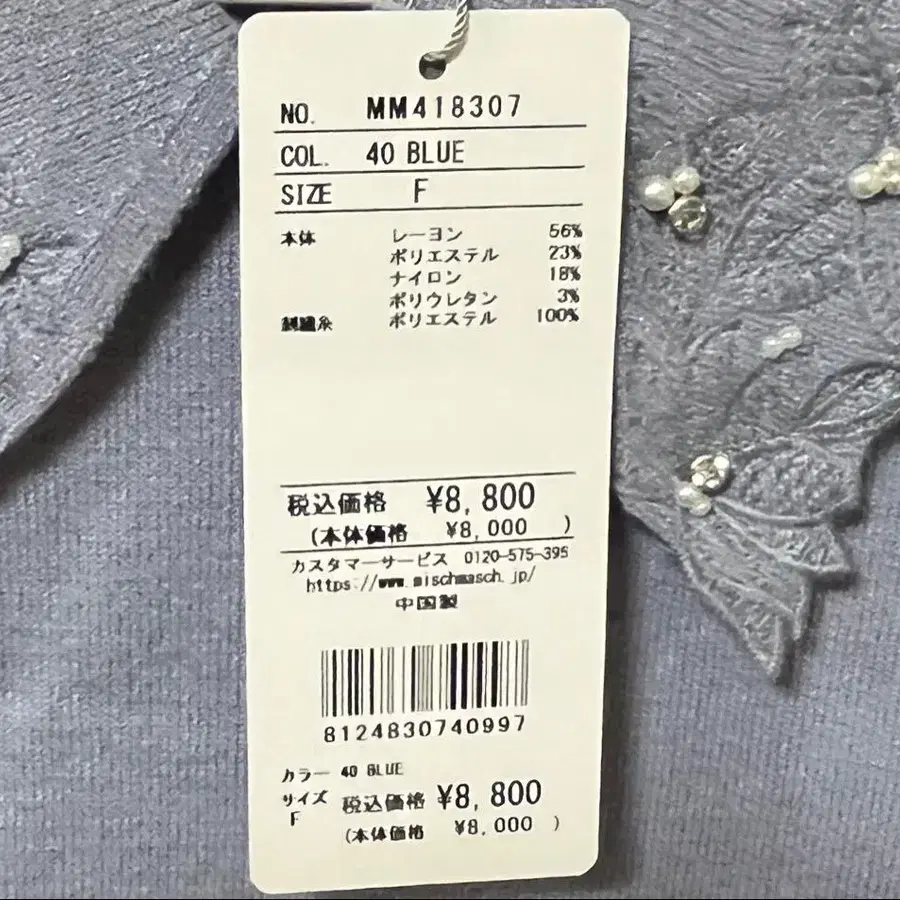 NO. MM418307
COL. 40 BLUE
SIZE F
本体 レーヨン 56%
ポリエステル 23%
ナイロン 18%
ポリウレタン 3%
刺繍糸 ポリエステル 100%
税込価格 ¥8,800
(本体価格 ¥8,000 )
カスタマーサービス 0120-575-395
https://www.mischmasch.jp/
中国製
8124830740997
カラー 40 BLUE
サイズ 税込価格 ¥8,800
F (本体価格 ¥8,000 )